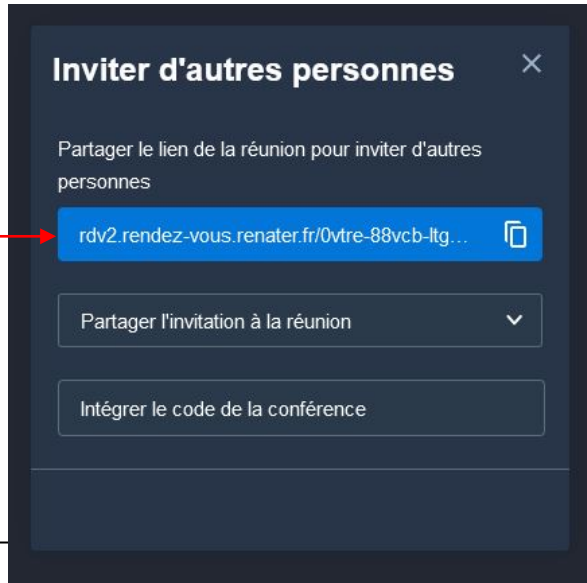 Inviter d'autres personnes
Partager le lien de la réunion pour inviter d'autres
personnes
rdv2.rendez-vous.renater.fr/0vtre-88vcb-ltg…
Partager l'invitation à la réunion
Intégrer le code de la conférence